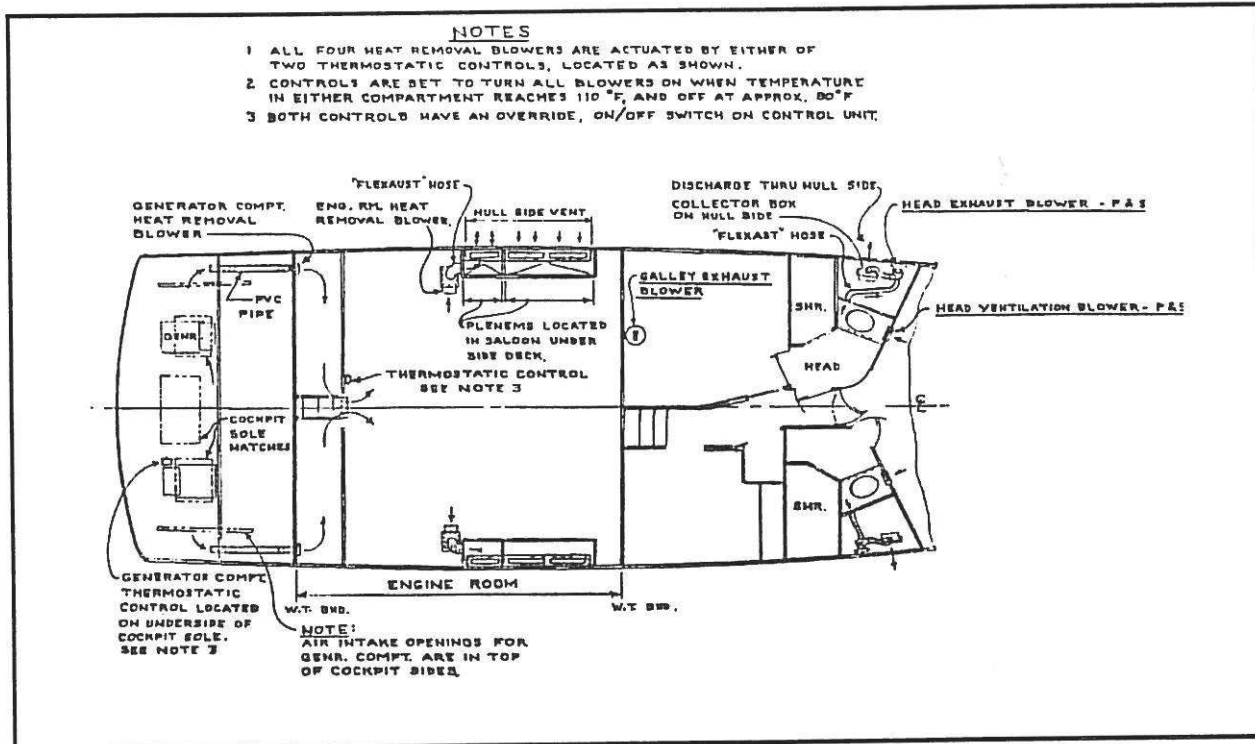 NOTES
1 ALL FOUR HEAT REMOVAL BLOWERS ARE ACTUATED BY EITHER OF
TWO THERMOSTATIC CONTROLS, LOCATED AS SHOWN.
2 CONTROLS ARE SET TO TURN ALL BLOWERS ON WHEN TEMPERATURE
IN EITHER COMPARTMENT REACHES 110 °F, AND OFF AT APPROX. 80°F
3 BOTH CONTROLS HAVE AN OVERRIDE, ON/OFF SWITCH ON CONTROL UNIT.
"FLEXAUST" HOSE
GENERATOR COMPT.
HEAT REMOVAL
BLOWER
ENG. RM. HEAT
REMOVAL BLOWER.
HULL SIDE VENT
DISCHARGE THRU HULL SIDE
COLLECTOR BOX
ON HULL SIDE
"FLEXAST" HOSE
HEAD EXHAUST BLOWER - P & S
PVC
PIPE
GENR.
PLENEMS LOCATED
IN SALOON UNDER
SIDE DECK.
GALLEY EXHAUST
BLOWER
SHR.
HEAD VENTILATION BLOWER - P & S
HEAD
THERMOSTATIC CONTROL
SEE NOTE 3
COCKPIT
SOLE
HATCHES
SHR.
ENGINE ROOM
W.T. BHD.
W.T. BHD.
GENERATOR COMPT.
THERMOSTATIC
CONTROL LOCATED
ON UNDERSIDE OF
COCKPIT SOLE.
SEE NOTE 3
NOTE:
AIR INTAKE OPENINGS FOR
GENR. COMPT. ARE IN TOP
OF COCKPIT SIDES